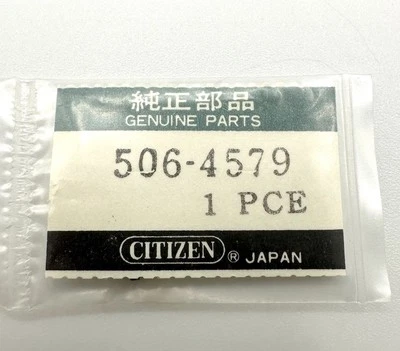 純正部品
GENUINE PARTS
506-4579
1 PCE
CITIZEN ® JAPAN